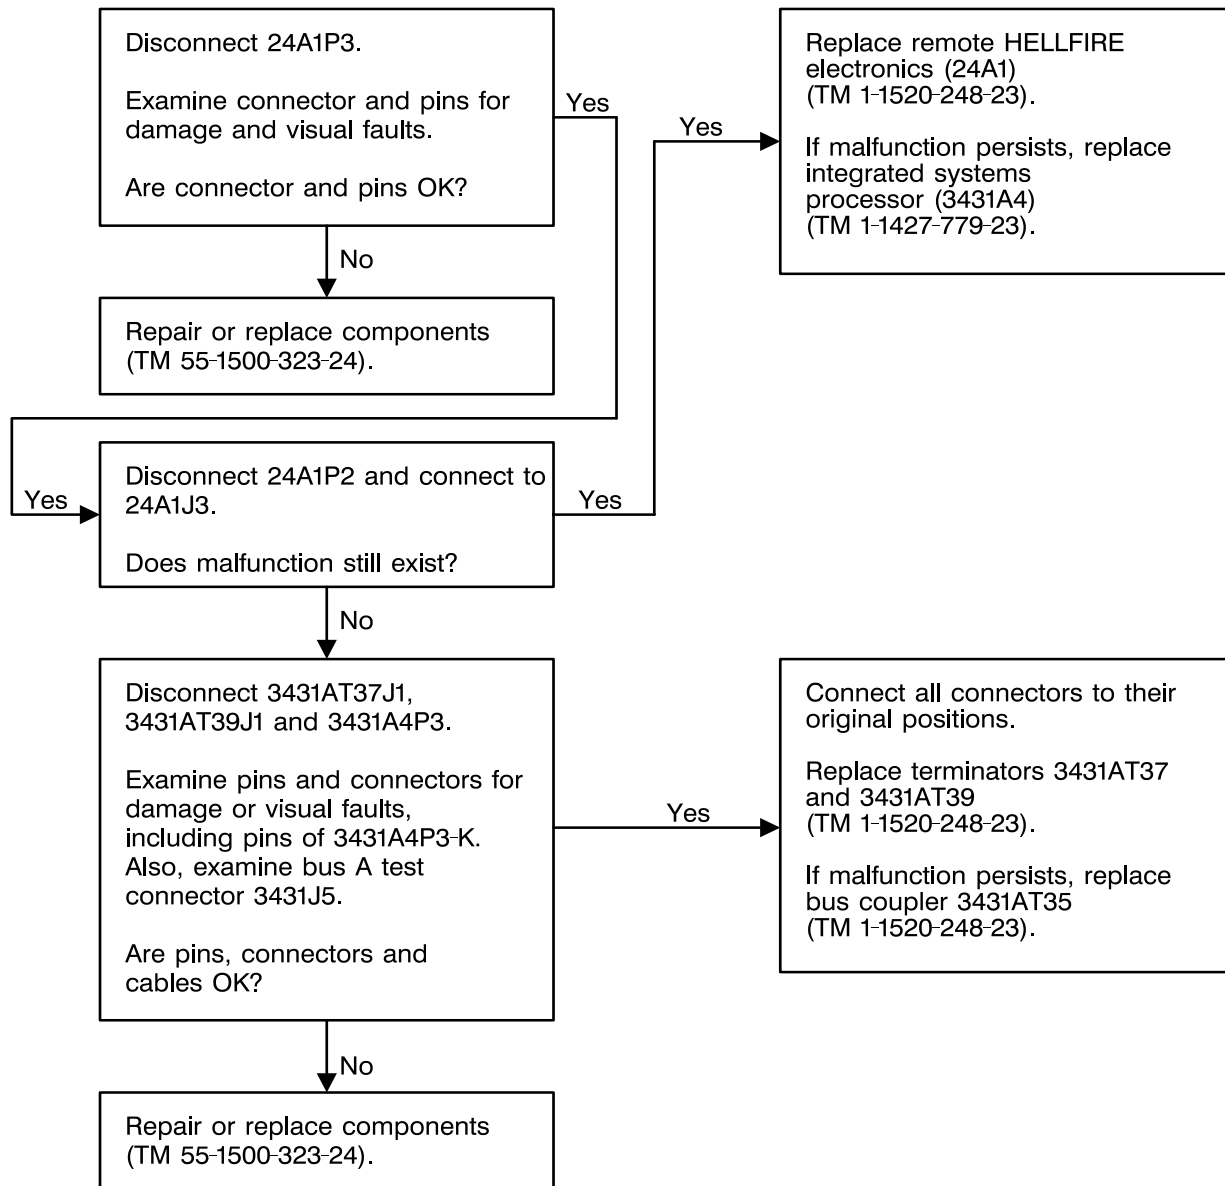 Disconnect 24A1P3.
Examine connector and pins for
damage and visual faults.
Are connector and pins OK?
Yes
No
Repair or replace components
(TM 55-1500-323-24).
Yes
Disconnect 24A1P2 and connect to
24A1J3.
Does malfunction still exist?
Yes
Yes
Replace remote HELLFIRE
electronics (24A1)
(TM 1-1520-248-23).
If malfunction persists, replace
integrated systems
processor (3431A4)
(TM 1-1427-779-23).
No
Disconnect 3431AT37J1,
3431AT39J1 and 3431A4P3.
Examine pins and connectors for
damage or visual faults,
including pins of 3431A4P3-K.
Also, examine bus A test
connector 3431J5.
Are pins, connectors and
cables OK?
Yes
Connect all connectors to their
original positions.
Replace terminators 3431AT37
and 3431AT39
(TM 1-1520-248-23).
If malfunction persists, replace
bus coupler 3431AT35
(TM 1-1520-248-23).
No
Repair or replace components
(TM 55-1500-323-24).